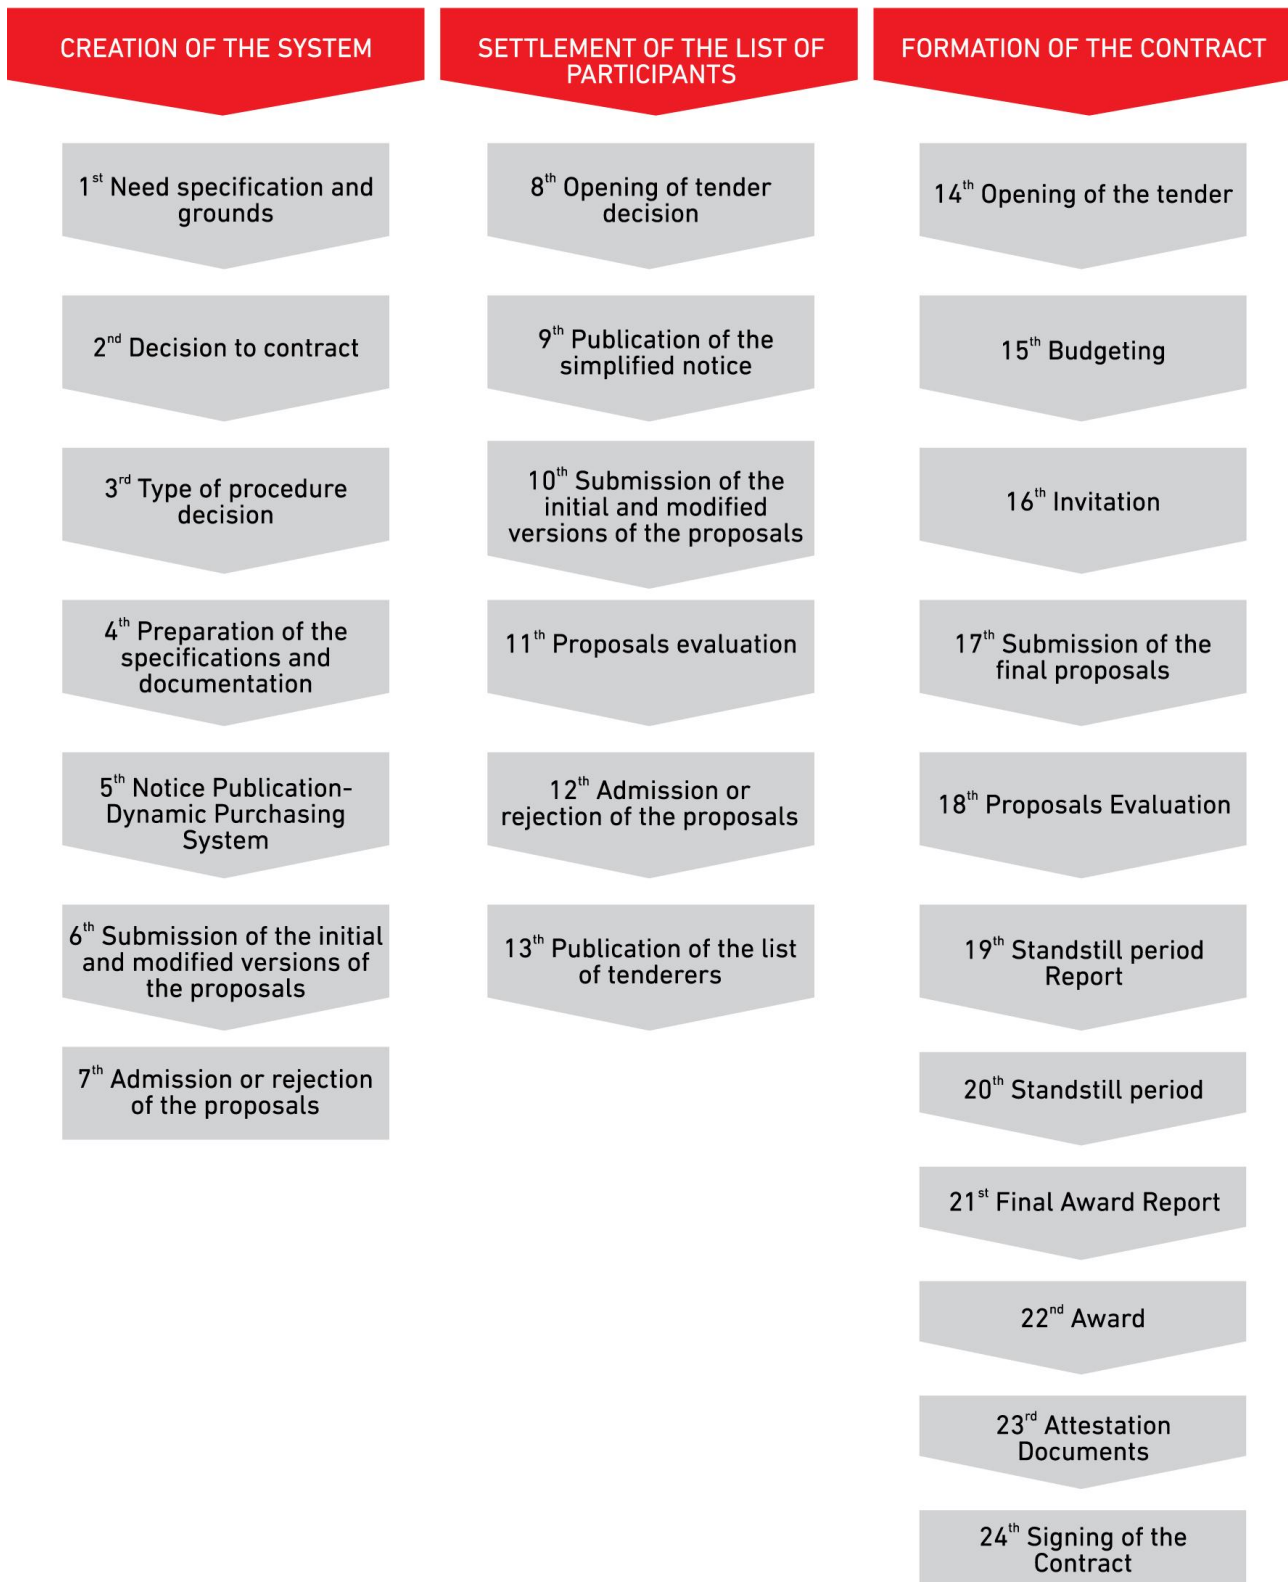 CREATION OF THE SYSTEM
1st Need specification and
grounds
2nd Decision to contract
3rd Type of procedure
decision
4th Preparation of the
specifications and
documentation
5th Notice Publication-
Dynamic Purchasing
System
6th Submission of the initial
and modified versions of
the proposals
7th Admission or rejection
of the proposals
SETTLEMENT OF THE LIST OF
PARTICIPANTS
8th Opening of tender
decision
9th Publication of the
simplified notice
10th Submission of the
initial and modified
versions of the proposals
11th Proposals evaluation
12th Admission or
rejection of the proposals
13th Publication of the list
of tenderers
FORMATION OF THE CONTRACT
14th Opening of the tender
15th Budgeting
16th Invitation
17th Submission of the
final proposals
18th Proposals Evaluation
19th Standstill period
Report
20th Standstill period
21st Final Award Report
22nd Award
23rd Attestation
Documents
24th Signing of the
Contract